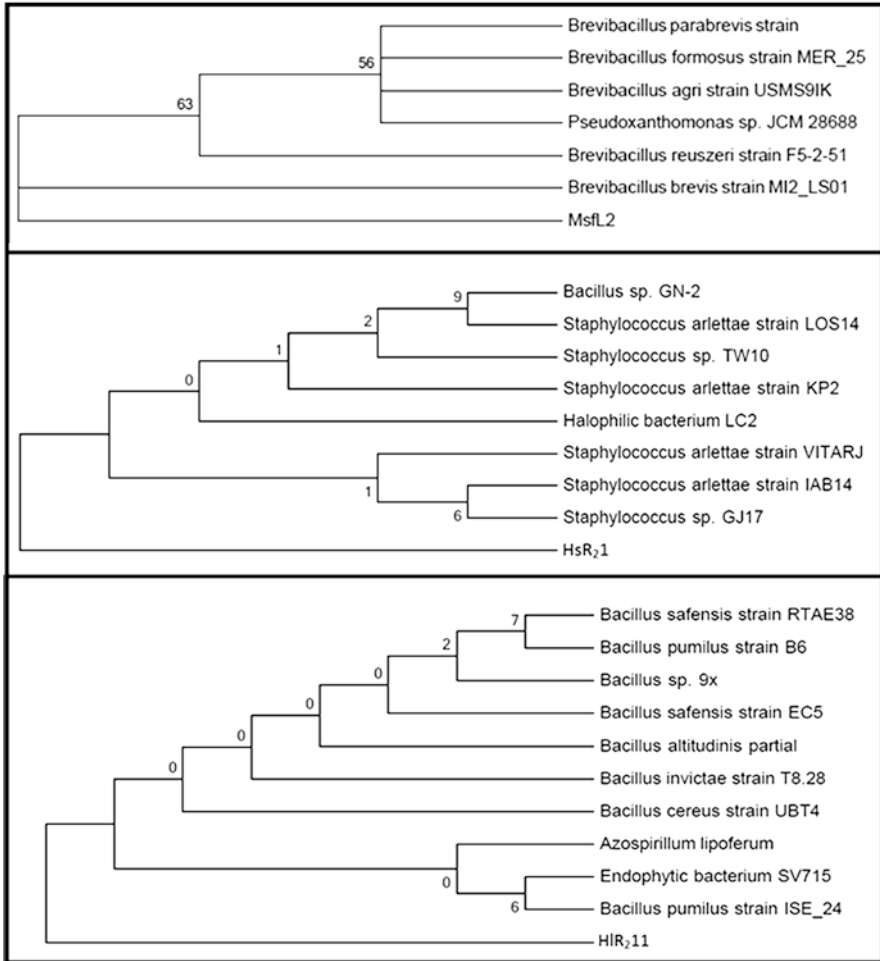 Brevibacillus parabrevis strain
56
Brevibacillus formosus strain MER_25
Brevibacillus agri strain USMS9IK
63
Pseudoxanthomonas sp. JCM 28688
Brevibacillus reuszeri strain F5-2-51
Brevibacillus brevis strain MI2_LS01
MsfL2
9
Bacillus sp. GN-2
2
Staphylococcus arlettae strain LOS14
1
Staphylococcus sp. TW10
0
Staphylococcus arlettae strain KP2
Halophilic bacterium LC2
Staphylococcus arlettae strain VITARJ
1
Staphylococcus arlettae strain IAB14
6
Staphylococcus sp. GJ17
HsR₂1
7
Bacillus safensis strain RTAE38
2
Bacillus pumilus strain B6
0
Bacillus sp. 9x
0
Bacillus safensis strain EC5
0
Bacillus altitudinis partial
0
Bacillus invictae strain T8.28
Bacillus cereus strain UBT4
Azospirillum lipoferum
0
Endophytic bacterium SV715
6
Bacillus pumilus strain ISE_24
HlR₂11